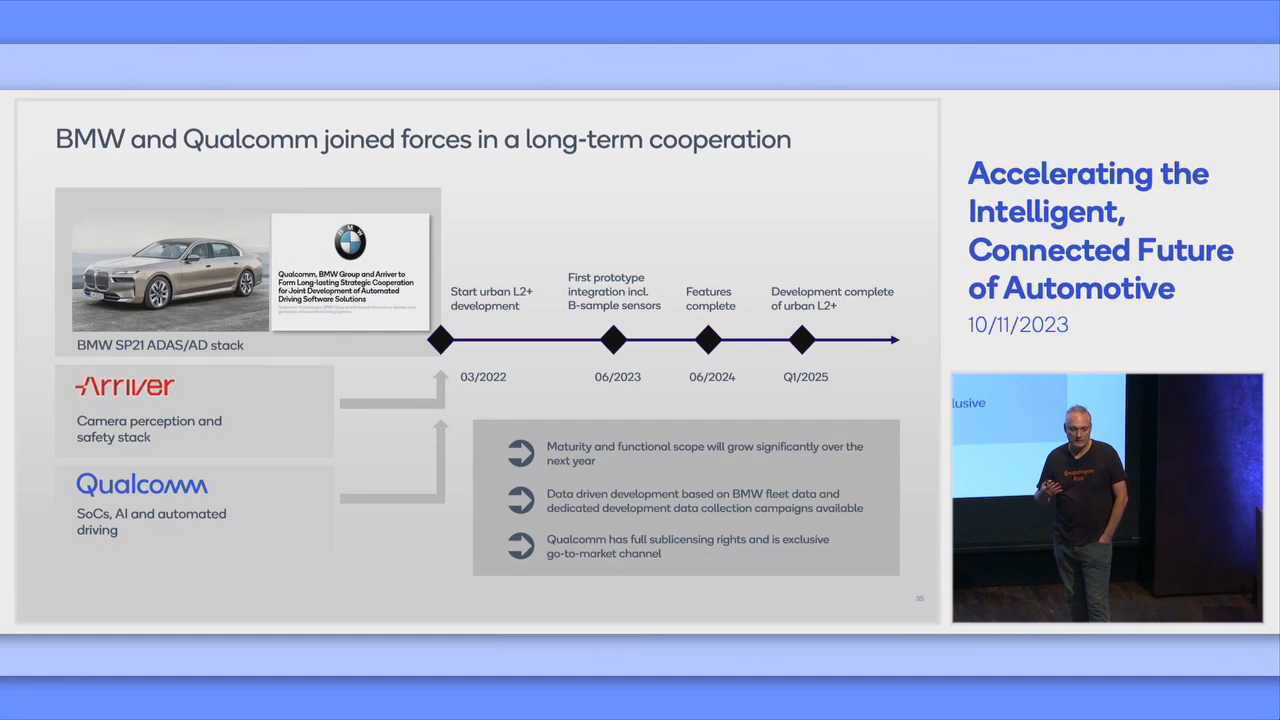 BMW and Qualcomm joined forces in a long-term cooperation
BMW
Qualcomm, BMW Group and Arriver to
Form Long-lasting Strategic Cooperation
for Joint Development of Automated
Driving Software Solutions
BMW SP21 ADAS/AD stack
Arriver
Camera perception and
safety stack
Qualcomm
SoCs, AI and automated
driving
Start urban L2+
development
First prototype
integration incl.
B-sample sensors
Features
complete
Development complete
of urban L2+
03/2022
06/2023
06/2024
Q1/2025
Maturity and functional scope will grow significantly over the
next year
Data driven development based on BMW fleet data and
dedicated development data collection campaigns available
Qualcomm has full sublicensing rights and is exclusive
go-to-market channel
35
Accelerating the
Intelligent,
Connected Future
of Automotive
10/11/2023
lusive
Snapdragon
Ride